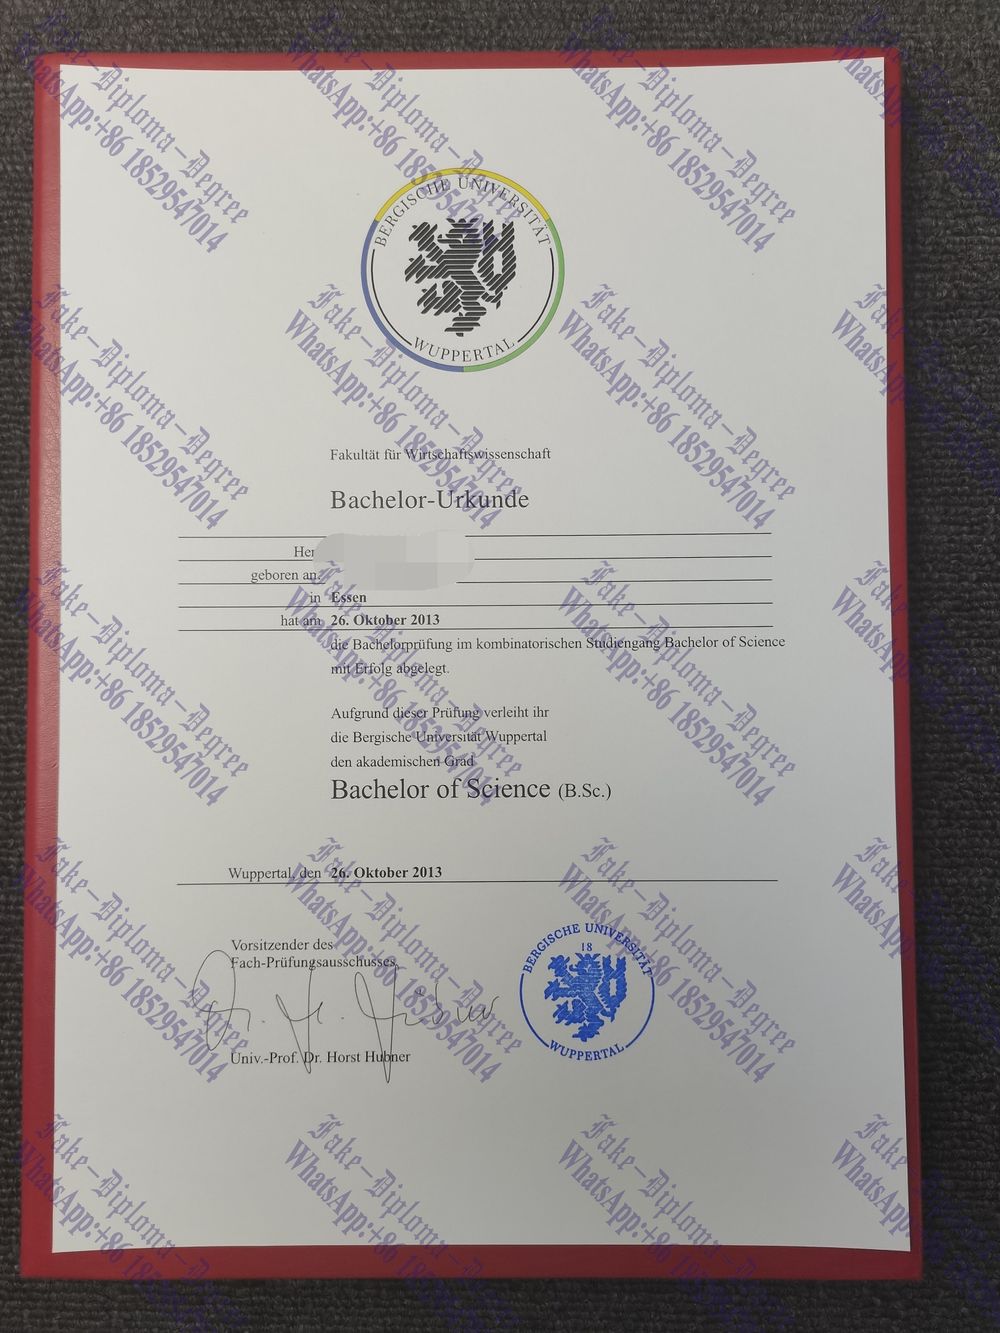 BERGISCHE UNIVERSITÄT
WUPPERTAL
Fakultät für Wirtschaftswissenschaft
Bachelor-Urkunde
Her
geboren an
in Essen
hat am 26. Oktober 2013
die Bachelorprüfung im kombinatorischen Studiengang Bachelor of Science
mit Erfolg abgelegt.
Aufgrund dieser Prüfung verleiht ihr
die Bergische Universität Wuppertal
den akademischen Grad
Bachelor of Science (B.Sc.)
Wuppertal, den 26. Oktober 2013
Vorsitzender des
Fach-Prüfungsausschusses
Univ.-Prof. Dr. Horst Hubner
BERGISCHE UNIVERSITÄT
18
WUPPERTAL
Fake-Diploma-Degree
WhatsApp:+86 18529547014